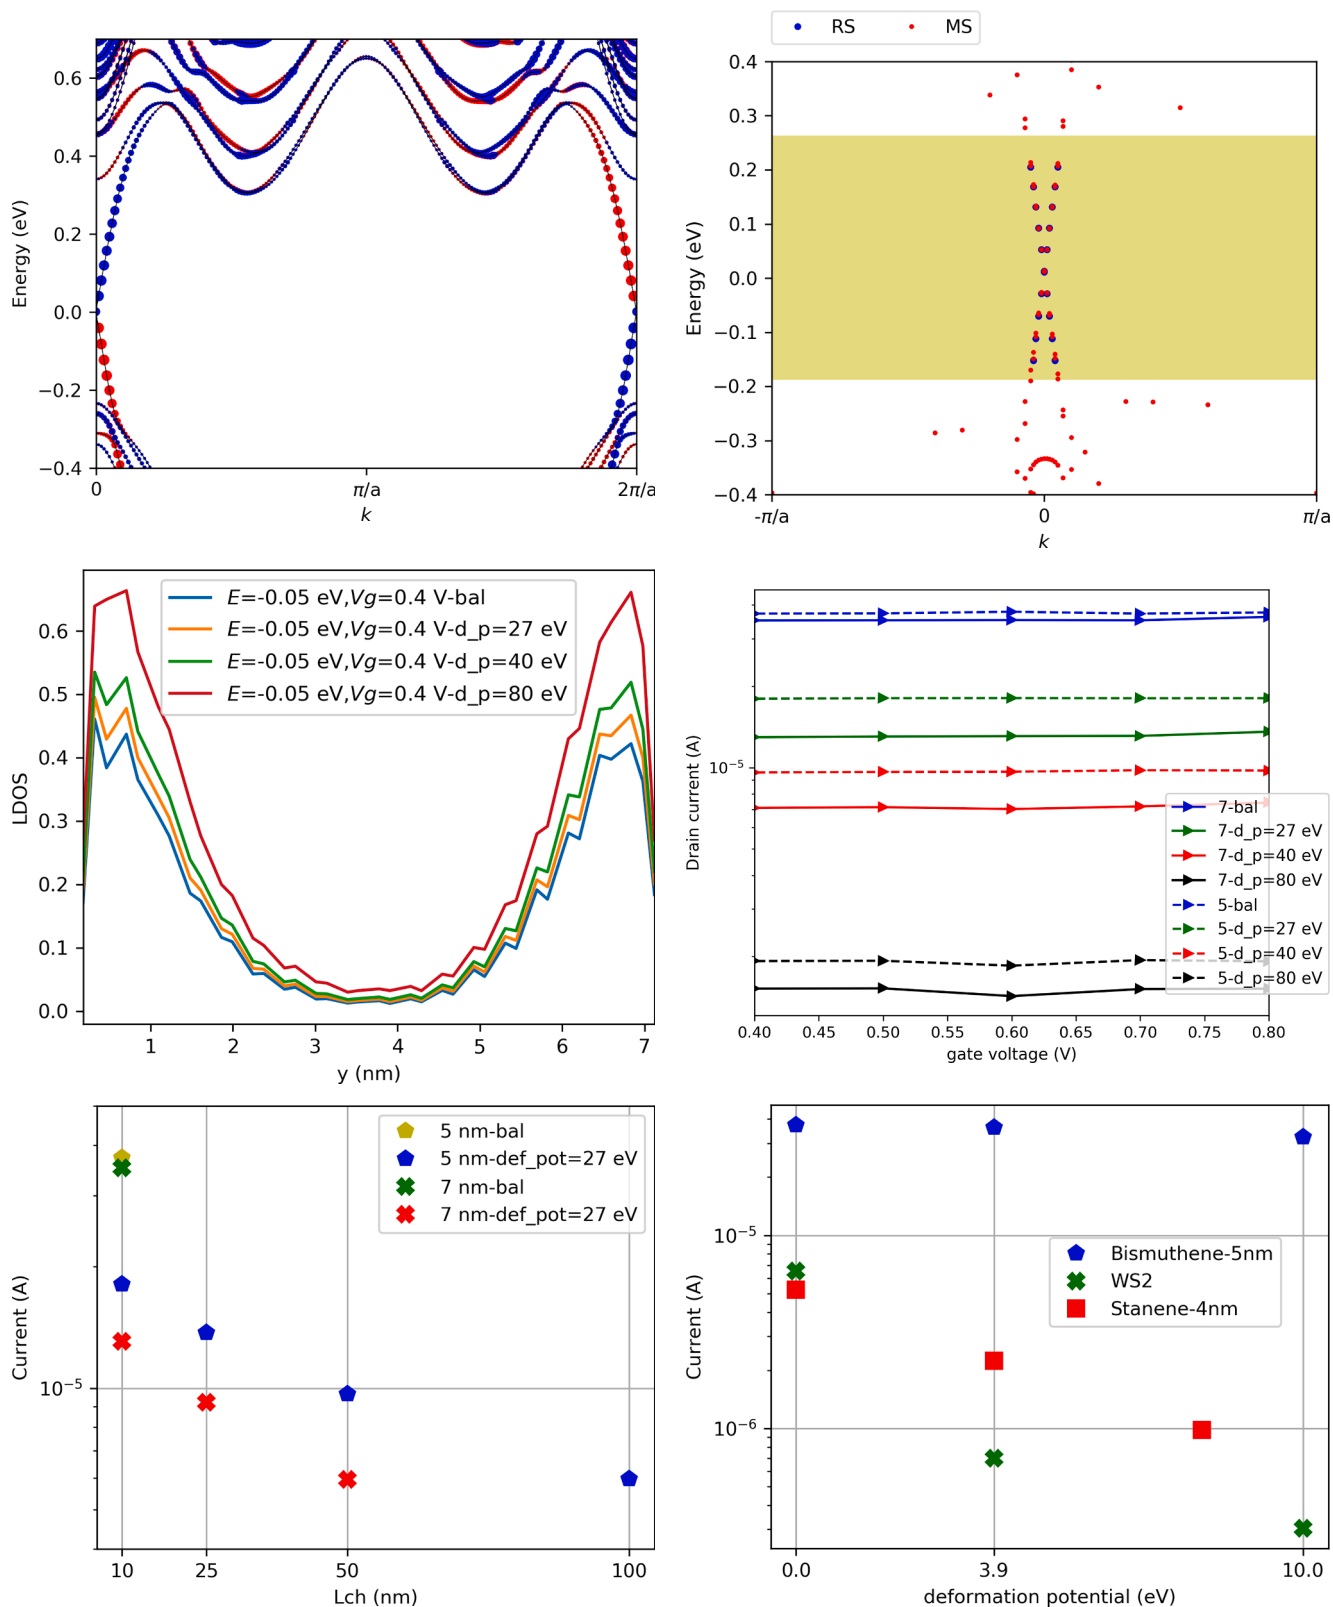 RS MS
0.6
0.4
0.2
0.0
−0.2
−0.4
Energy (eV)
0 π/a 2π/a
k
0.4
0.3
0.2
0.1
0.0
−0.1
−0.2
−0.3
−0.4
Energy (eV)
-π/a 0 π/a
k
E=-0.05 eV,Vg=0.4 V-bal
E=-0.05 eV,Vg=0.4 V-d_p=27 eV
E=-0.05 eV,Vg=0.4 V-d_p=40 eV
E=-0.05 eV,Vg=0.4 V-d_p=80 eV
0.6
0.5
0.4
0.3
0.2
0.1
0.0
LDOS
1 2 3 4 5 6 7
y (nm)
10⁻⁵
Drain current (A)
7-bal
7-d_p=27 eV
7-d_p=40 eV
7-d_p=80 eV
5-bal
5-d_p=27 eV
5-d_p=40 eV
5-d_p=80 eV
0.40 0.45 0.50 0.55 0.60 0.65 0.70 0.75 0.80
gate voltage (V)
5 nm-bal
5 nm-def_pot=27 eV
7 nm-bal
7 nm-def_pot=27 eV
10⁻⁵
Current (A)
10 25 50 100
Lch (nm)
10⁻⁵
10⁻⁶
Current (A)
Bismuthene-5nm
WS2
Stanene-4nm
0.0 3.9 10.0
deformation potential (eV)